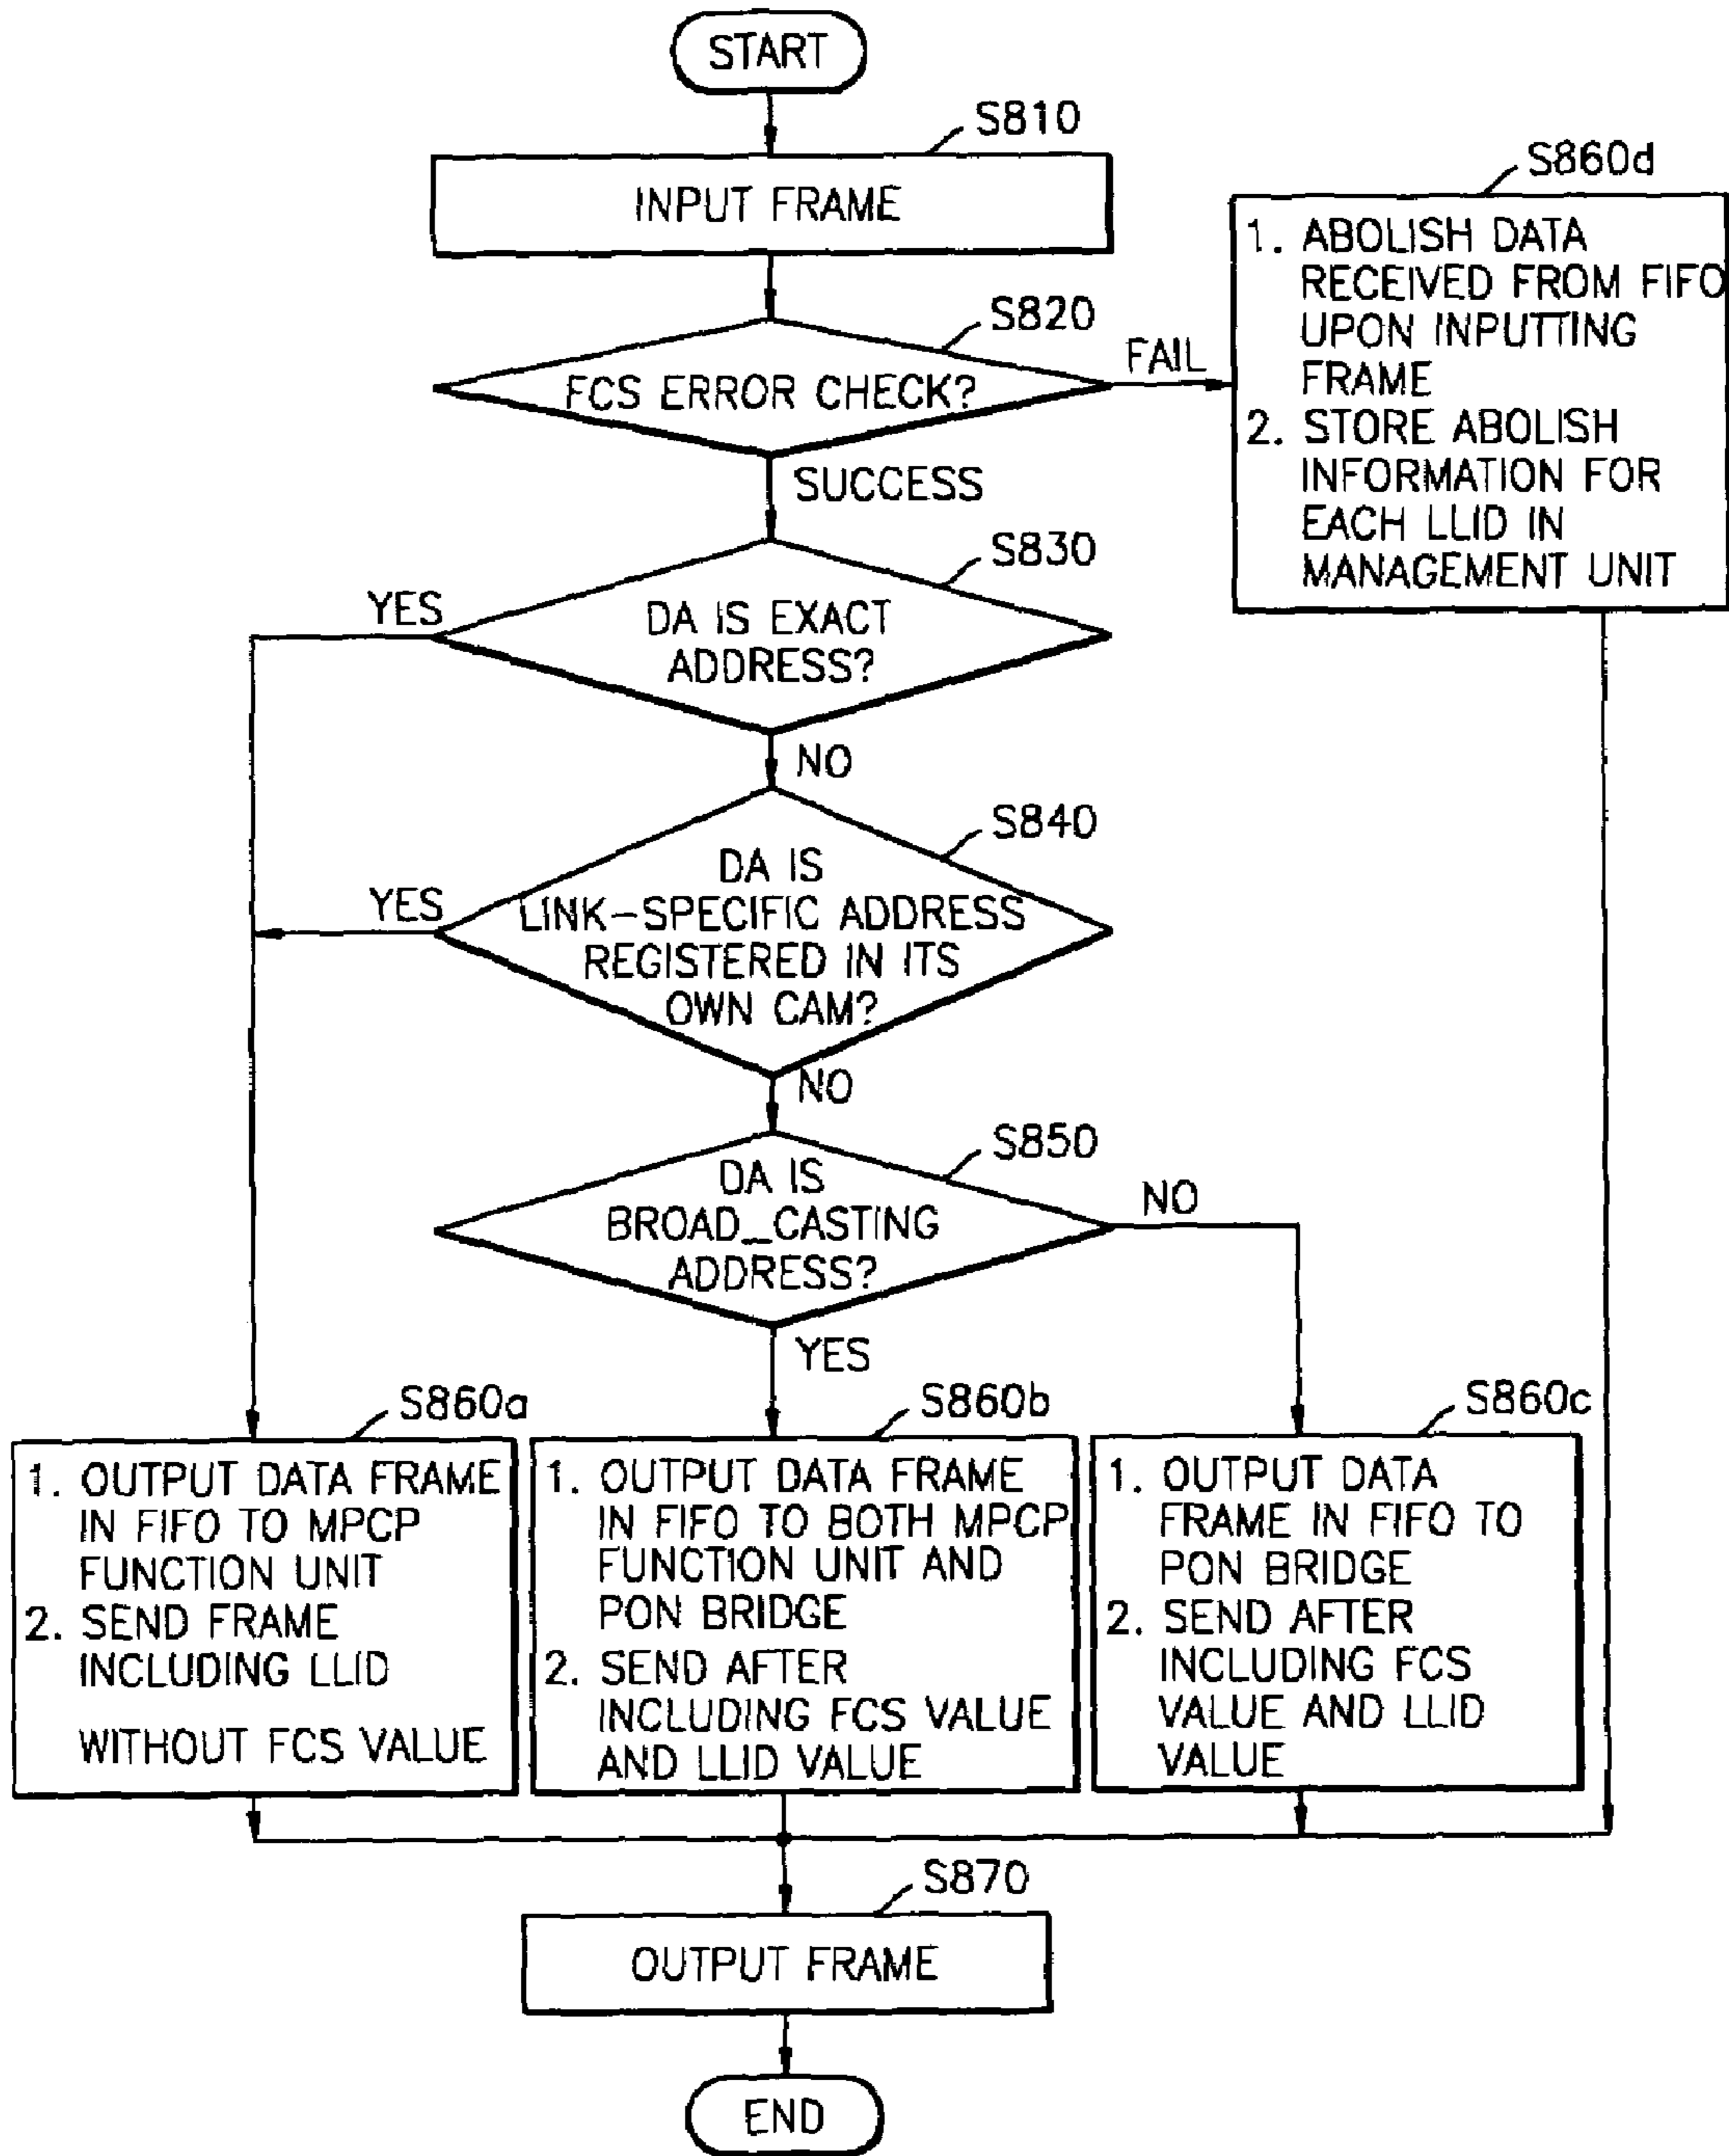 START
S810
INPUT FRAME
S860d
1. ABOLISH DATA
RECEIVED FROM FIFO
UPON INPUTTING
FRAME
2. STORE ABOLISH
INFORMATION FOR
EACH LLID IN
MANAGEMENT UNIT
S820
FCS ERROR CHECK?
FAIL
SUCCESS
S830
YES
DA IS EXACT
ADDRESS?
NO
S840
YES
DA IS
LINK-SPECIFIC ADDRESS
REGISTERED IN ITS
OWN CAM?
NO
S850
DA IS
BROAD_CASTING
ADDRESS?
NO
YES
S860a
1. OUTPUT DATA FRAME
IN FIFO TO MPCP
FUNCTION UNIT
2. SEND FRAME
INCLUDING LLID
WITHOUT FCS VALUE
S860b
1. OUTPUT DATA FRAME
IN FIFO TO BOTH MPCP
FUNCTION UNIT AND
PON BRIDGE
2. SEND AFTER
INCLUDING FCS VALUE
AND LLID VALUE
S860c
1. OUTPUT DATA
FRAME IN FIFO TO
PON BRIDGE
2. SEND AFTER
INCLUDING FCS
VALUE AND LLID
VALUE
S870
OUTPUT FRAME
END